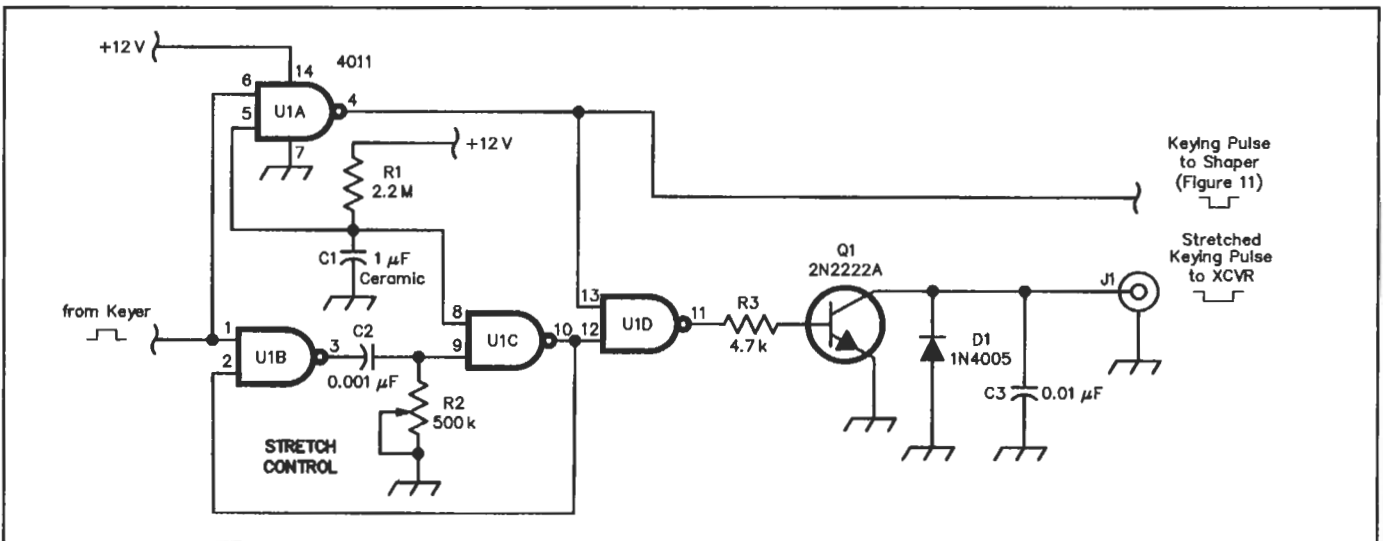 +12 V
4011
14
6
5
U1A
4
7
+12 V
R1
2.2 M
C1
1 µF
Ceramic
Keying Pulse
to Shaper
(Figure 11)
Stretched
Keying Pulse
to XCVR
from Keyer
1
2
U1B
3
C2
0.001 µF
R2
500 k
STRETCH
CONTROL
8
9
U1C
10
12
13
U1D
11
R3
4.7 k
Q1
2N2222A
D1
1N4005
C3
0.01 µF
J1